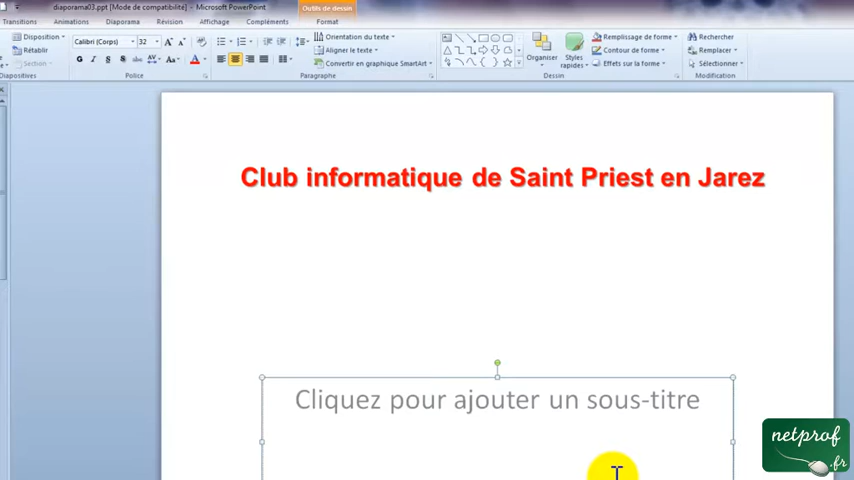 diaporama03.ppt [Mode de compatibilité] - Microsoft PowerPoint
Outils de dessin
Transitions Animations Diaporama Révision Affichage Compléments Format
Disposition Calibri (Corps) 32 Orientation du texte Remplissage de forme Rechercher
Rétablir Aligner le texte Contour de forme Remplacer
Section G I S S abc AV Aa A Convertir en graphique SmartArt Organiser Styles rapides Effets sur la forme Sélectionner
Diapositives Police Paragraphe Dessin Modification
Club informatique de Saint Priest en Jarez
Cliquez pour ajouter un sous-titre
netprof
.fr